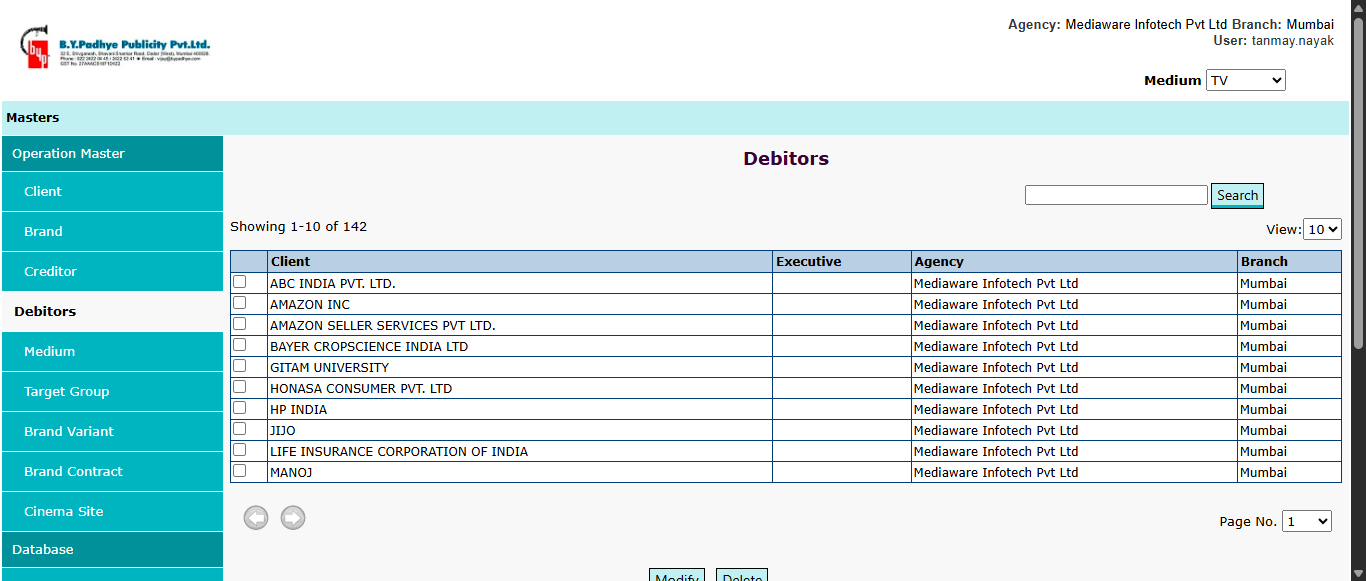 Agency: Mediaware Infotech Pvt Ltd Branch: Mumbai
User: tanmay.nayak
byp
B.Y.Padhye Publicity Pvt.Ltd.
Medium TV
Masters
Operation Master
Client
Brand
Creditor
Debitors
Medium
Target Group
Brand Variant
Brand Contract
Cinema Site
Database
Debitors
Search
Showing 1-10 of 142
View: 10
Client Executive Agency Branch
ABC INDIA PVT. LTD. Mediaware Infotech Pvt Ltd Mumbai
AMAZON INC Mediaware Infotech Pvt Ltd Mumbai
AMAZON SELLER SERVICES PVT LTD. Mediaware Infotech Pvt Ltd Mumbai
BAYER CROPSCIENCE INDIA LTD Mediaware Infotech Pvt Ltd Mumbai
GITAM UNIVERSITY Mediaware Infotech Pvt Ltd Mumbai
HONASA CONSUMER PVT. LTD Mediaware Infotech Pvt Ltd Mumbai
HP INDIA Mediaware Infotech Pvt Ltd Mumbai
JIJO Mediaware Infotech Pvt Ltd Mumbai
LIFE INSURANCE CORPORATION OF INDIA Mediaware Infotech Pvt Ltd Mumbai
MANOJ Mediaware Infotech Pvt Ltd Mumbai
Page No. 1
Modify Delete